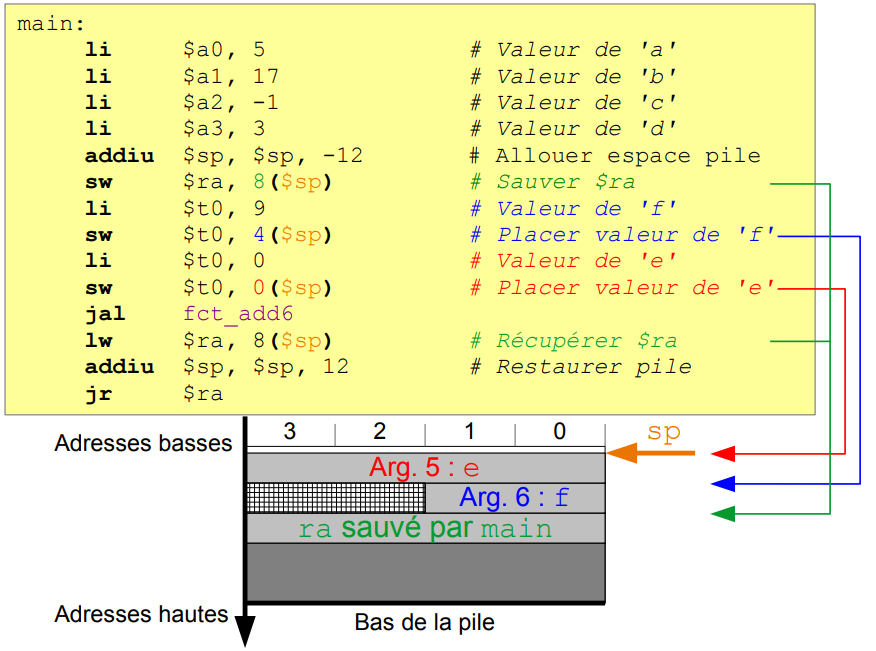 main:
li $a0, 5 # Valeur de 'a'
li $a1, 17 # Valeur de 'b'
li $a2, -1 # Valeur de 'c'
li $a3, 3 # Valeur de 'd'
addiu $sp, $sp, -12 # Allouer espace pile
sw $ra, 8($sp) # Sauver $ra
li $t0, 9 # Valeur de 'f'
sw $t0, 4($sp) # Placer valeur de 'f'
li $t0, 0 # Valeur de 'e'
sw $t0, 0($sp) # Placer valeur de 'e'
jal fct_add6
lw $ra, 8($sp) # Récupérer $ra
addiu $sp, $sp, 12 # Restaurer pile
jr $ra
Adresses basses 3 2 1 0 sp
Arg. 5 : e
Arg. 6 : f
ra sauvé par main
Adresses hautes
Bas de la pile